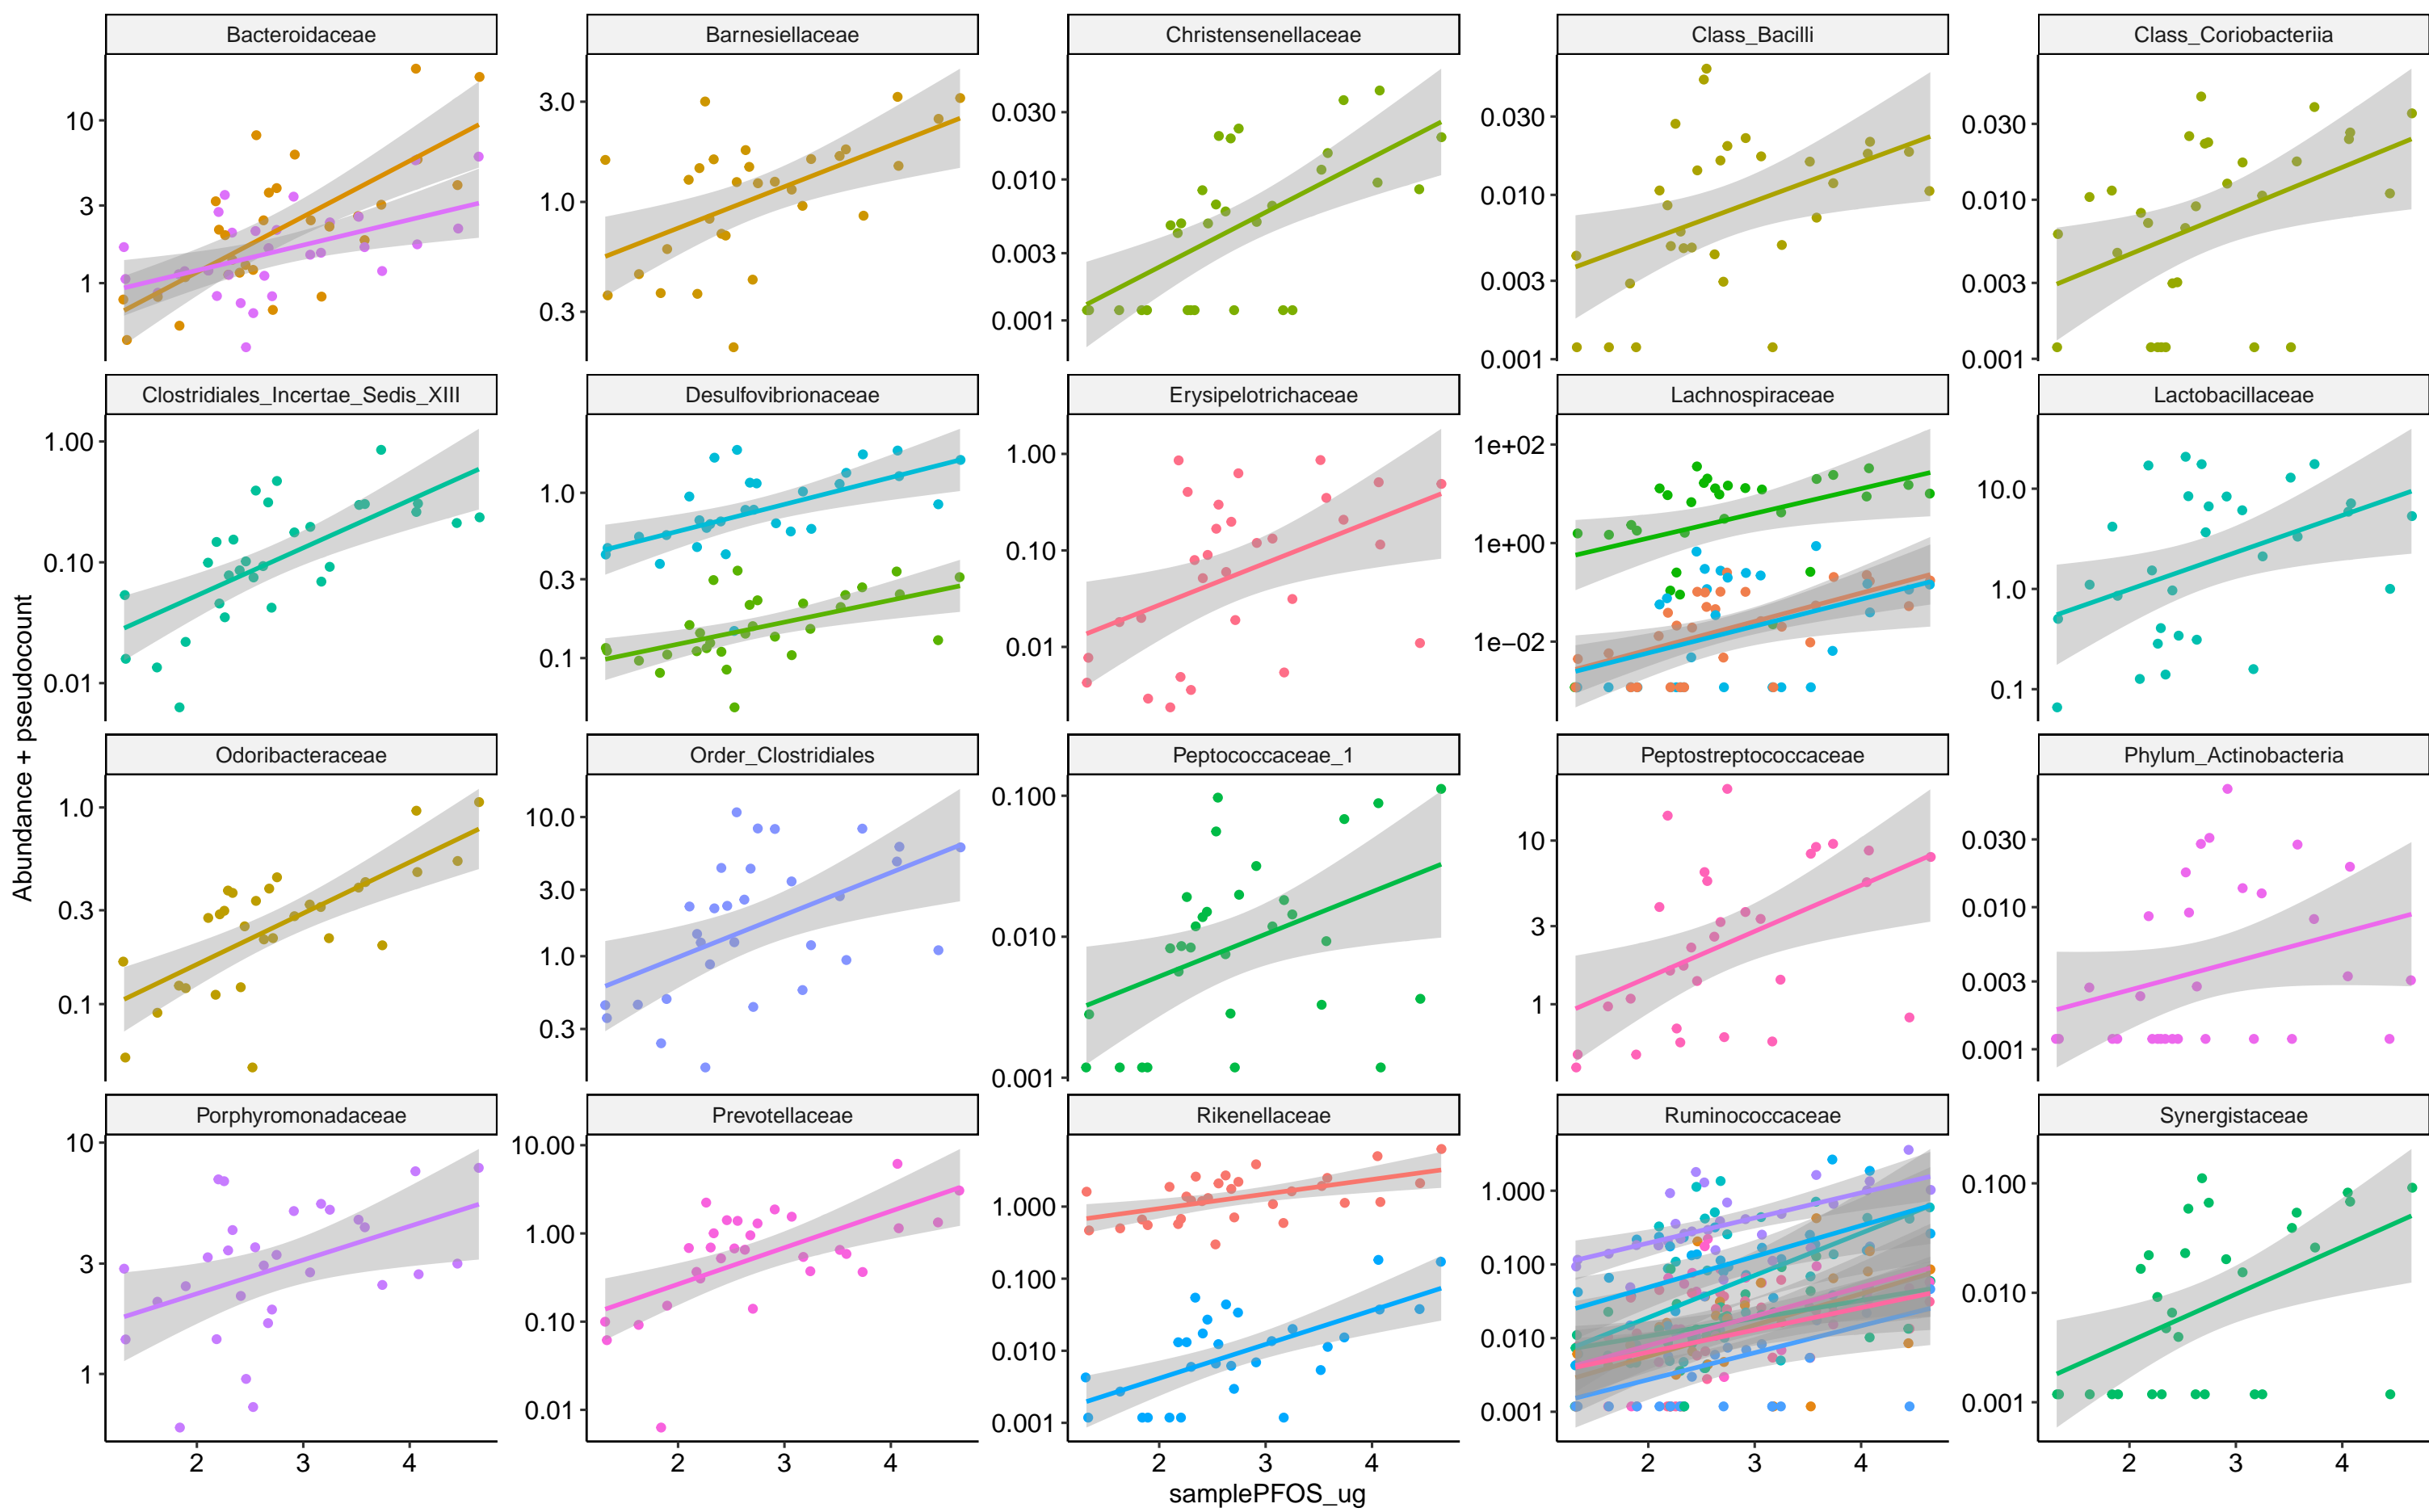 Bacteroidaceae
Barnesiellaceae
Christensenellaceae
Class_Bacilli
Class_Coriobacteriia
10
3
1
3.0
1.0
0.3
0.030
0.010
0.003
0.001
0.030
0.010
0.003
0.001
0.030
0.010
0.003
0.001
Clostridiales_Incertae_Sedis_XIII
Desulfovibrionaceae
Erysipelotrichaceae
Lachnospiraceae
Lactobacillaceae
1.00
0.10
0.01
1.0
0.3
0.1
1.00
0.10
0.01
1e+02
1e+00
1e−02
10.0
1.0
0.1
Abundance + pseudocount
Odoribacteraceae
Order_Clostridiales
Peptococcaceae_1
Peptostreptococcaceae
Phylum_Actinobacteria
1.0
0.3
0.1
10.0
3.0
1.0
0.3
0.100
0.010
0.001
10
3
1
0.030
0.010
0.003
0.001
Porphyromonadaceae
Prevotellaceae
Rikenellaceae
Ruminococcaceae
Synergistaceae
10
3
1
10.00
1.00
0.10
0.01
1.000
0.100
0.010
0.001
1.000
0.100
0.010
0.001
0.100
0.010
0.001
2 3 4
2 3 4
2 3 4
2 3 4
2 3 4
samplePFOS_ug